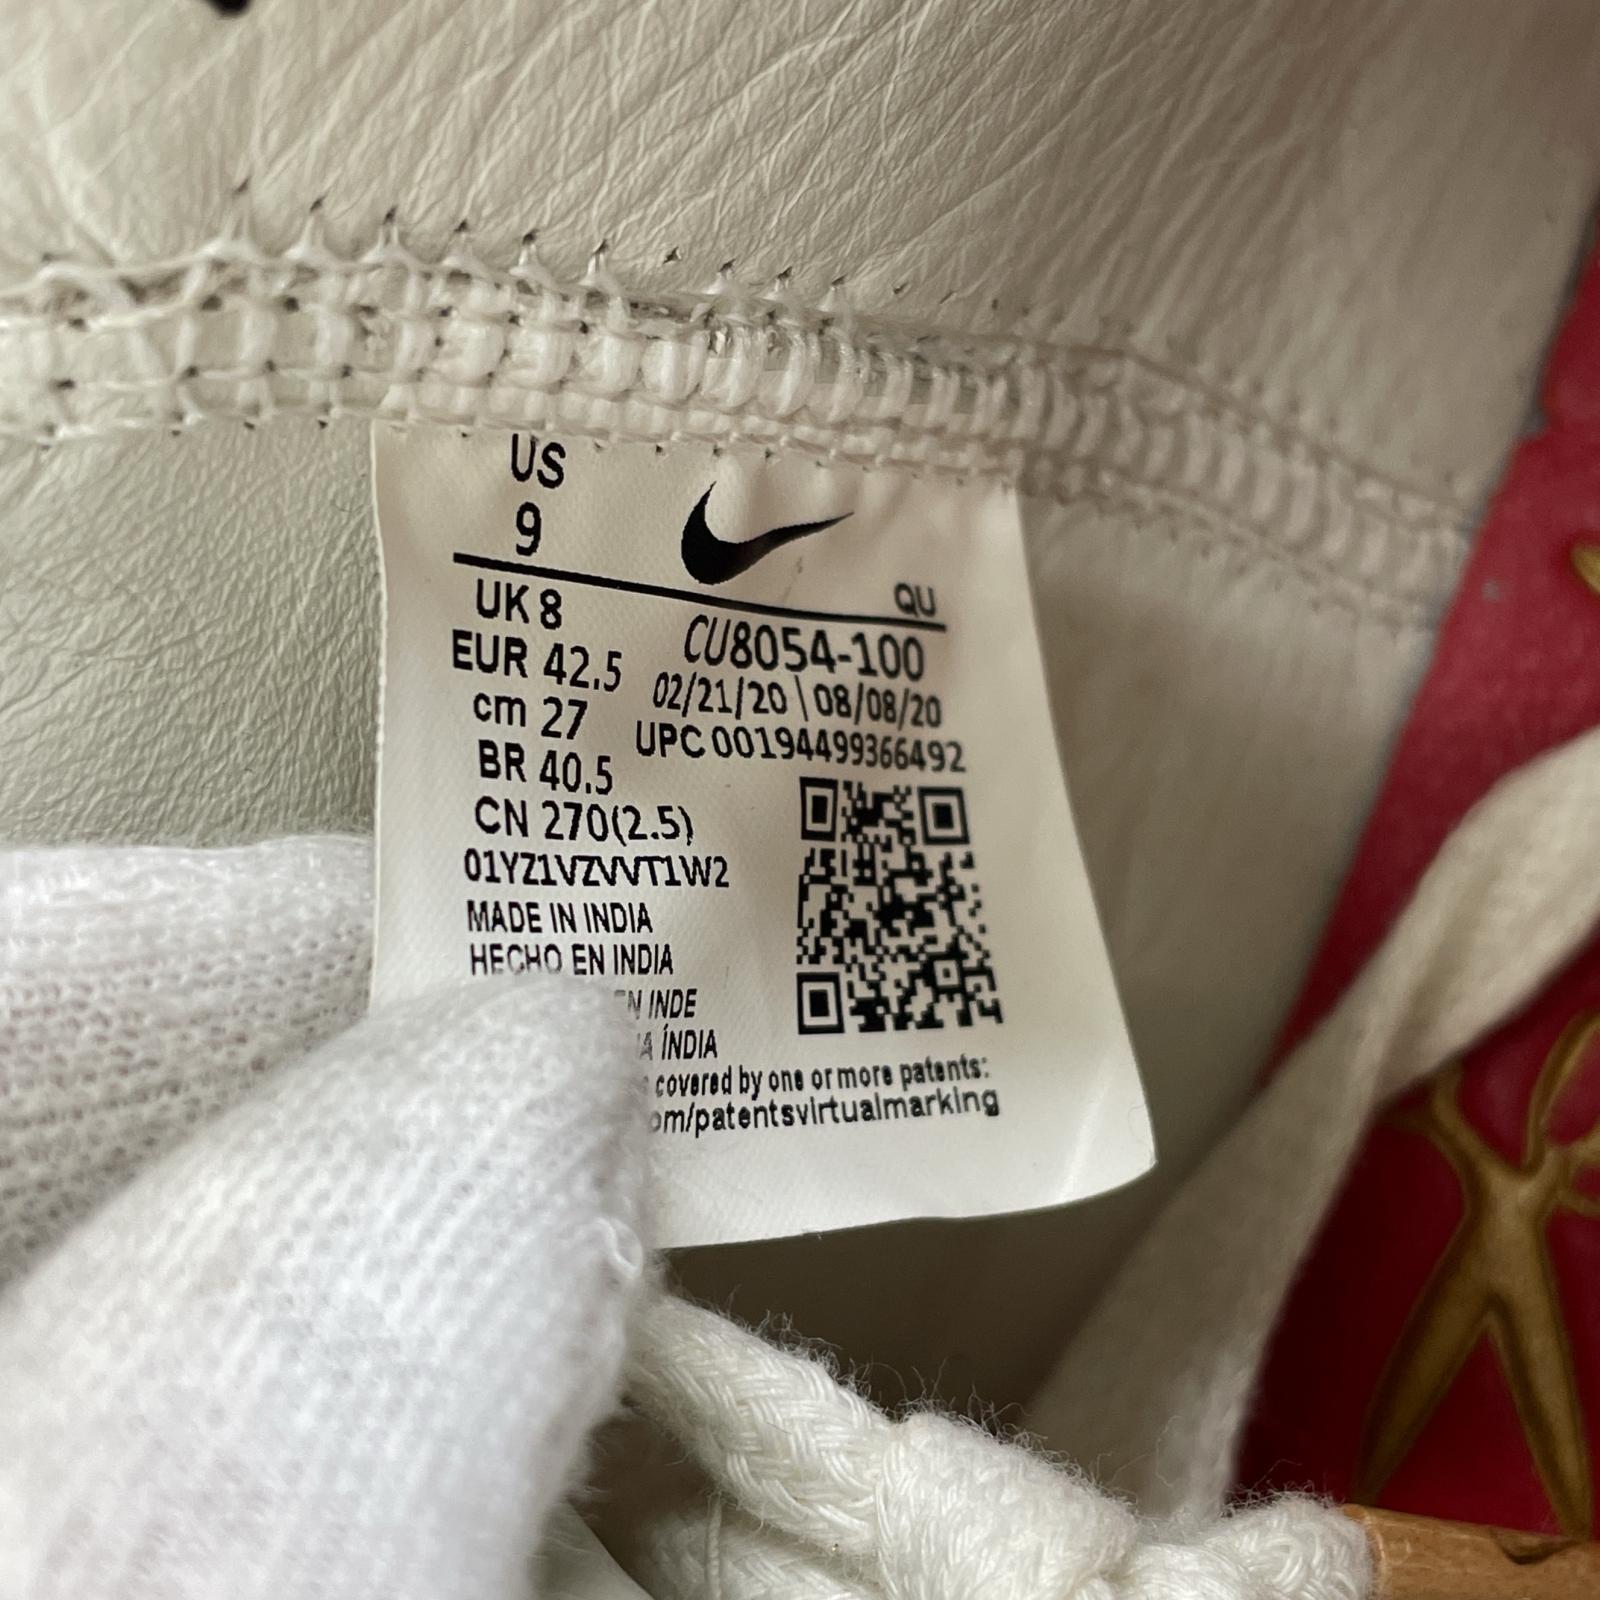 US
9
QU
UK 8
CU8054-100
EUR 42.5
02/21/20 \ 08/08/20
cm 27
UPC 00194499366492
BR 40.5
CN 270(2.5)
01YZ1VZVVT1W2
MADE IN INDIA
HECHO EN INDIA
EN INDE
ÍNDIA
covered by one or more patents:
om/patentsvirtualmarking